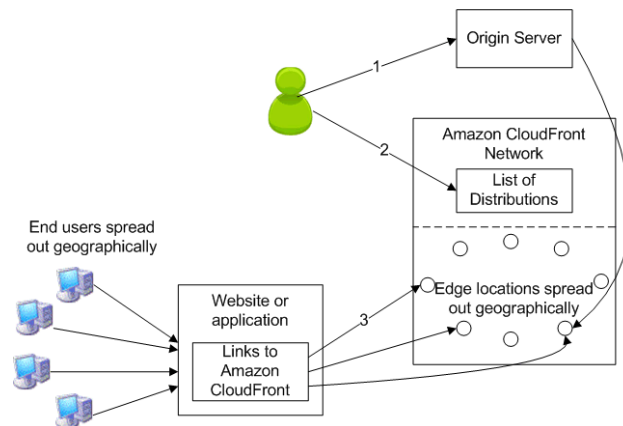 Origin Server
1
2
Amazon CloudFront
Network
List of
Distributions
End users spread
out geographically
Website or
application
3
Edge locations spread
out geographically
Links to
Amazon
CloudFront